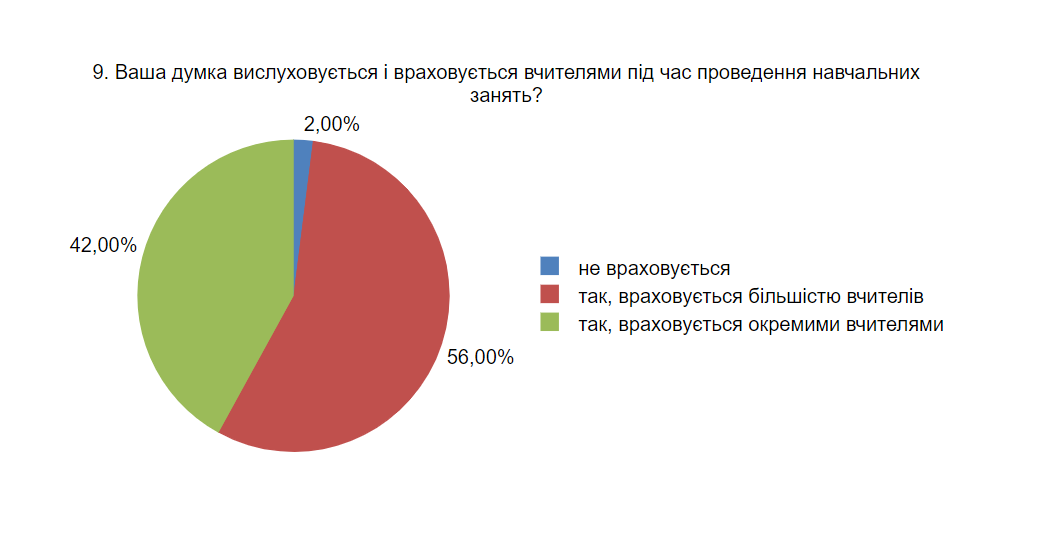 9. Ваша думка вислуховується і враховується вчителями під час проведення навчальних
занять?
2,00%
42,00%
56,00%
не враховується
так, враховується більшістю вчителів
так, враховується окремими вчителями